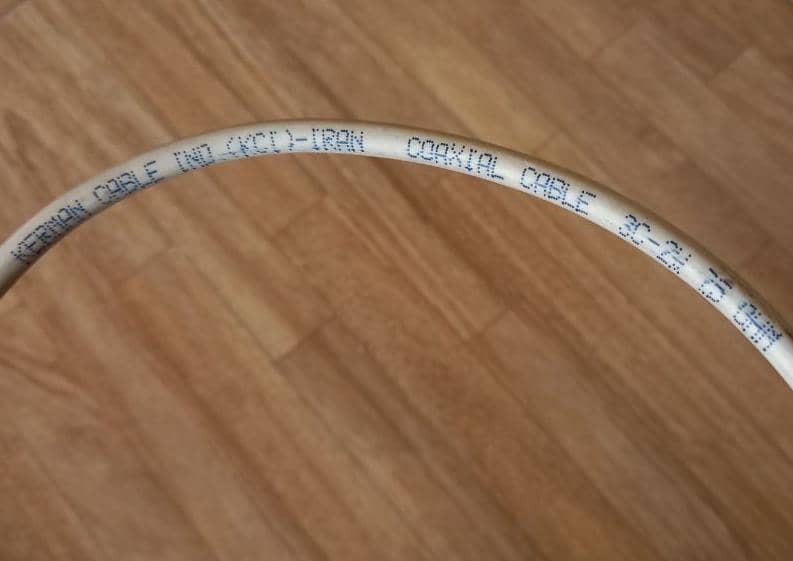 KERMAN CABLE IND.(KCI)-IRAN COAXIAL CABLE 3C-2V 75 OHM